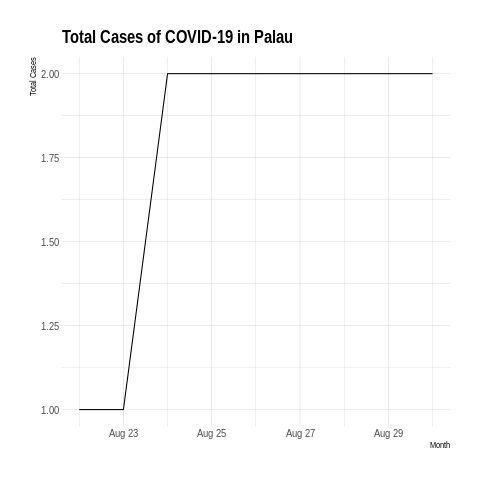 Total Cases of COVID-19 in Palau
Total Cases
2.00
1.75
1.50
1.25
1.00
Aug 23 Aug 25 Aug 27 Aug 29
Month